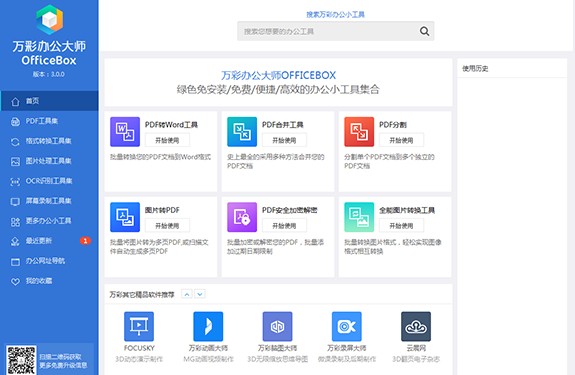 万彩办公大师
OfficeBox
版本：3.0.0
首页
PDF工具集
格式转换工具集
图片处理工具集
OCR识别工具集
屏幕录制工具集
更多办公小工具
最近更新
1
办公网址导航
我的收藏
扫描二维码获取
更多免费升级信息
搜索万彩办公小工具
搜索您想要的办公工具
万彩办公大师OFFICEBOX
绿色免安装/免费/便捷/高效的办公小工具集合
使用历史
PDF转Word工具
开始使用
批量转换您的PDF文档到Word格式
PDF合并工具
开始使用
史上最全的采用多种方法合并您的
PDF文档
PDF分割
开始使用
分割单个PDF文档到多个独立的
PDF文档
图片转PDF
开始使用
批量将图片转为多页PDF,或扫描文
件自动生成多页PDF
PDF安全加密解密
开始使用
批量加密或解密您的PDF，批量添
加过期日期限制
全能图片转换工具
开始使用
批量转换图片格式，轻松实现图像
格式相互转换
万彩其它精品软件推荐
FOCUSKY
3D动态演示制作
万彩动画大师
MG动画视频制作
万彩脑图大师
3D无限缩放思维导图
万彩录屏大师
微课录制及后期制作
云展网
3D翻页电子杂志